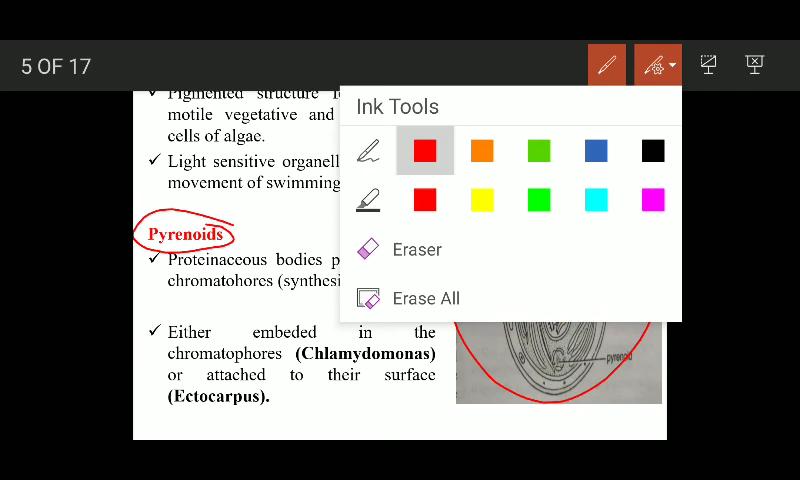 5 OF 17
Ink Tools
Eraser
Erase All
✓ Pigmented structure
motile vegetative and
cells of algae.
✓ Light sensitive
movement of swimming
Pyrenoids
✓ Proteinaceous bodies
chromatohores
✓ Either embeded in the
chromatophores (Chlamydomonas)
or attached to their surface
(Ectocarpus).
pyrenoid